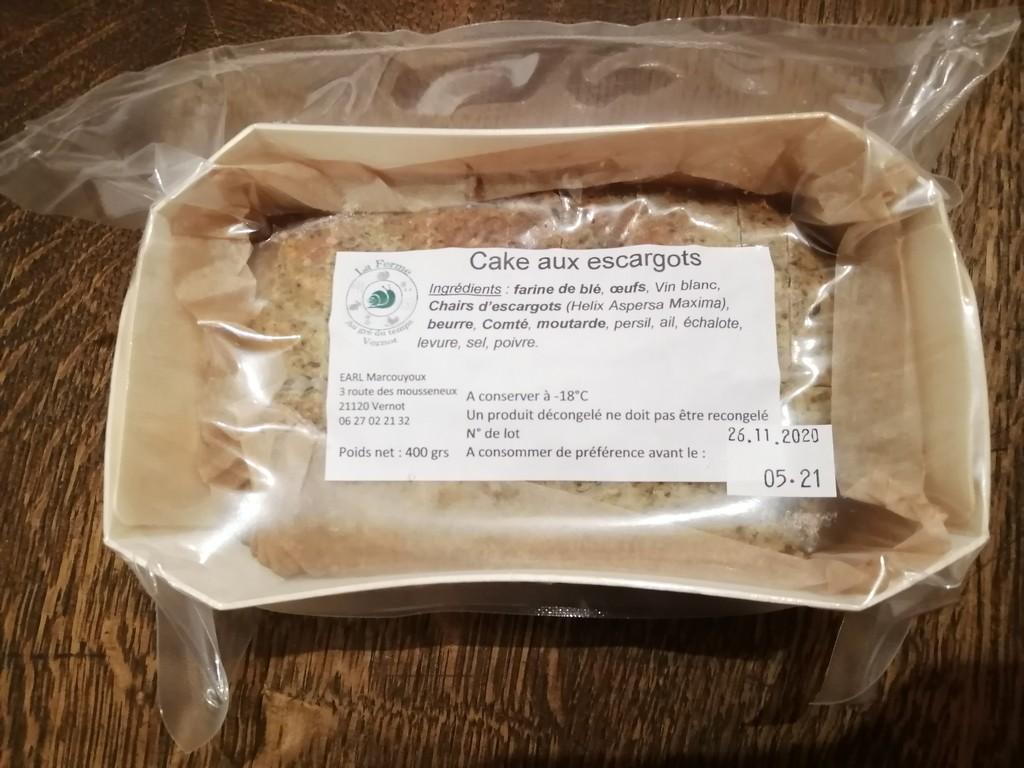 Cake aux escargots
La Ferme
Au gré du temps
Vernot
Ingrédients : farine de blé, œufs, Vin blanc,
Chairs d'escargots (Helix Aspersa Maxima),
beurre, Comté, moutarde, persil, ail, échalote,
levure, sel, poivre.
EARL Marcouyoux
3 route des mousseneux
21120 Vernot
06 27 02 21 32
Poids net : 400 grs
A conserver à -18°C
Un produit décongelé ne doit pas être recongelé
N° de lot
26.11.2020
A consommer de préférence avant le :
05.21